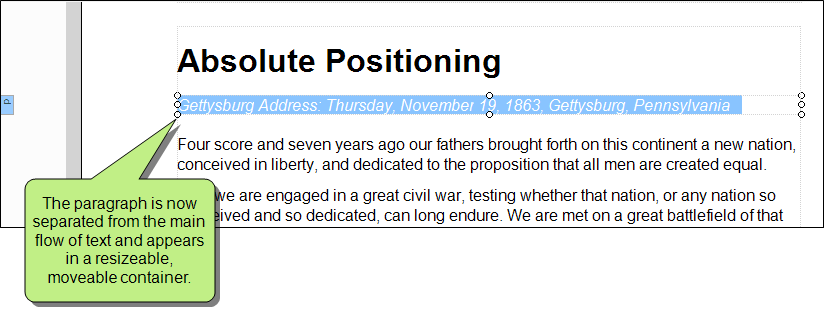 Absolute Positioning
p
Gettysburg Address: Thursday, November 19, 1863, Gettysburg, Pennsylvania
Four score and seven years ago our fathers brought forth on this continent a new nation,
conceived in liberty, and dedicated to the proposition that all men are created equal.
we are engaged in a great civil war, testing whether that nation, or any nation so
and so dedicated, can long endure. We are met on a great battlefield of that
The paragraph is now
separated from the main
flow of text and appears
in a resizeable,
moveable container.